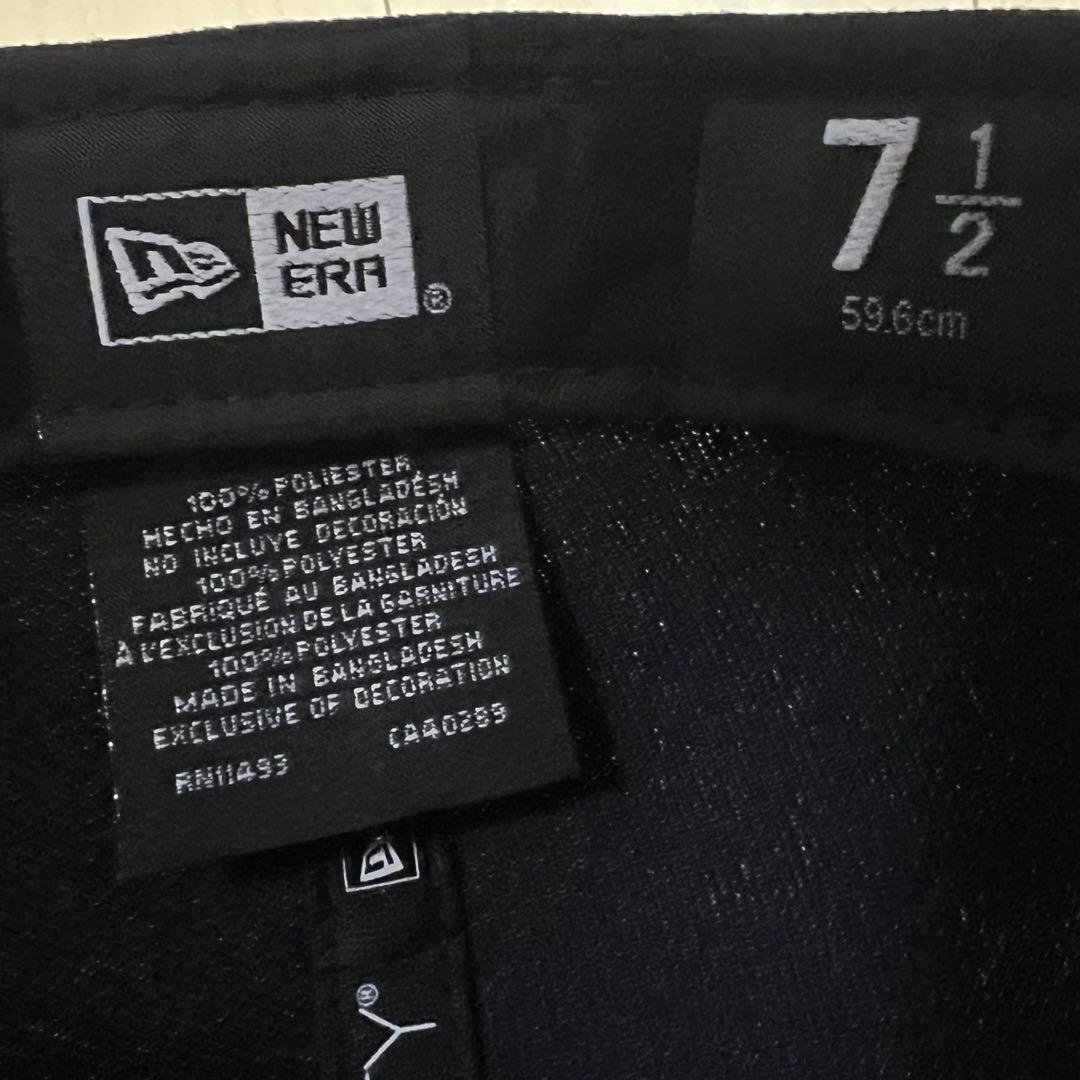 NEW
ERA
®
7 1/2
59.6cm
100% POLIESTER
HECHO EN BANGLADÉSH
NO INCLUYE DECORACIÓN
100% POLYESTER
FABRIQUÉ AU BANGLADESH
À L'EXCLUSION DE LA GARNITURE
100% POLYESTER
MADE IN BANGLADESH
EXCLUSIVE OF DECORATION
RN11493 CA40289
®